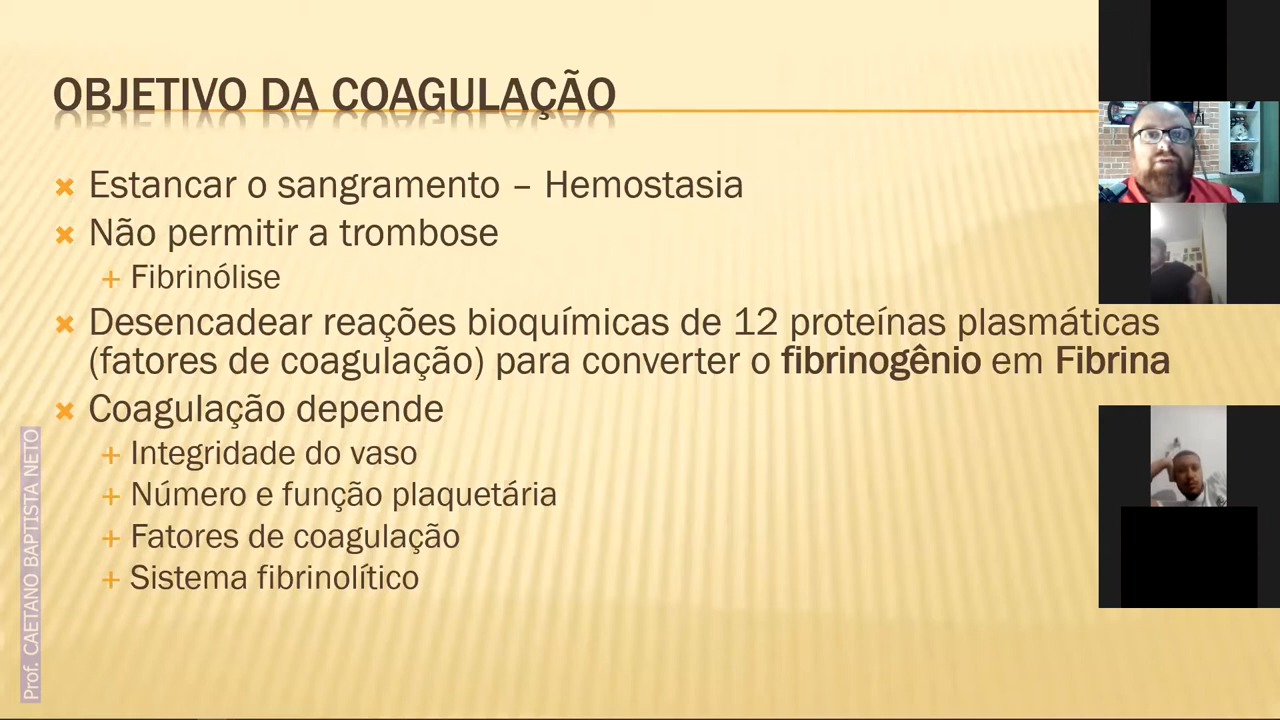 OBJETIVO DA COAGULAÇÃO
Estancar o sangramento – Hemostasia
Não permitir a trombose
Fibrinólise
Desencadear reações bioquímicas de 12 proteínas plasmáticas
(fatores de coagulação) para converter o fibrinogênio em Fibrina
Coagulação depende
Integridade do vaso
Número e função plaquetária
Fatores de coagulação
Sistema fibrinolítico
Prof. CAETANO BAPTISTA NETO